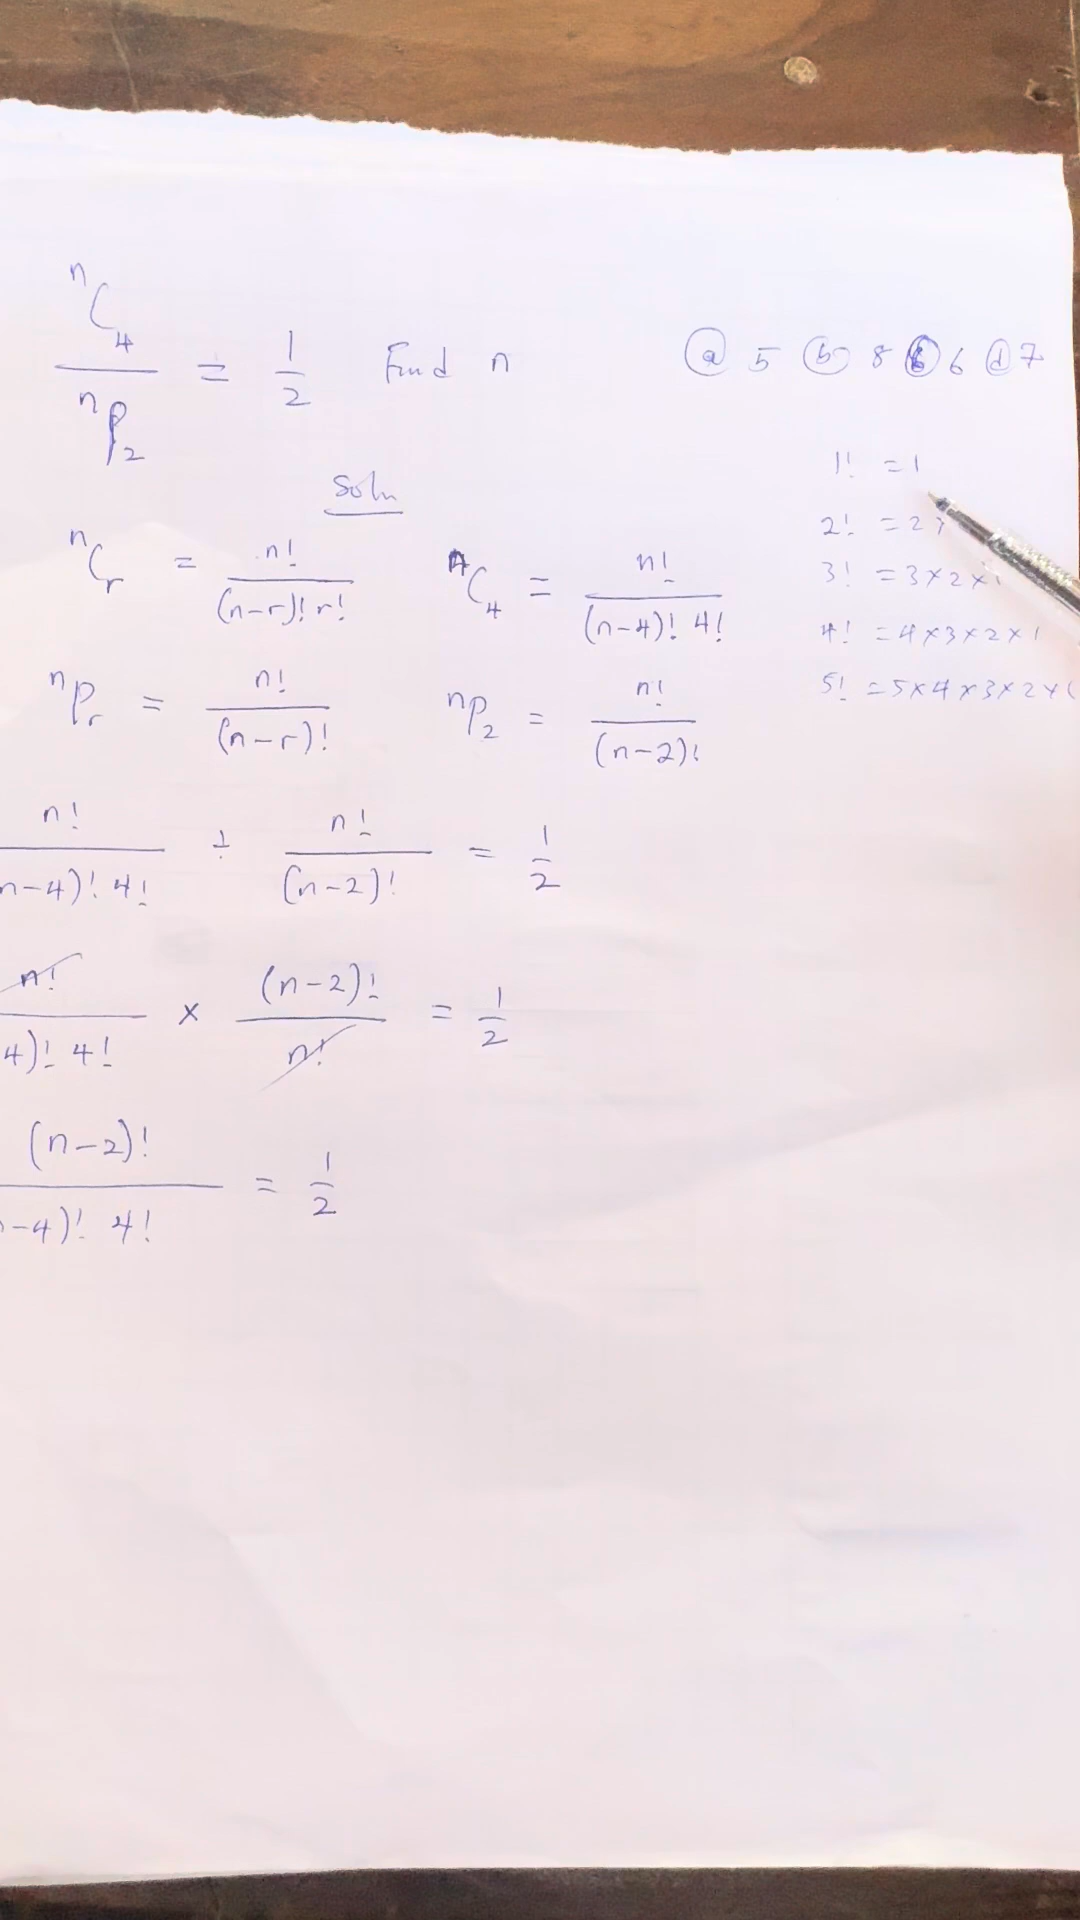 nC4 / nP2 = 1/2 Find n (a) 5 (b) 8 (c) 6 (d) 7
Soln
nCr = n! / (n-r)! r! nC4 = n! / (n-4)! 4!
nPr = n! / (n-r)! nP2 = n! / (n-2)!
1! = 1
2! = 2 ×
3! = 3×2×1
4! = 4×3×2×1
5! = 5×4×3×2×1
n! / n-4)! 4! ÷ n! / (n-2)! = 1/2
n! / 4)! 4! × (n-2)! / n! = 1/2
(n-2)! / -4)! 4! = 1/2